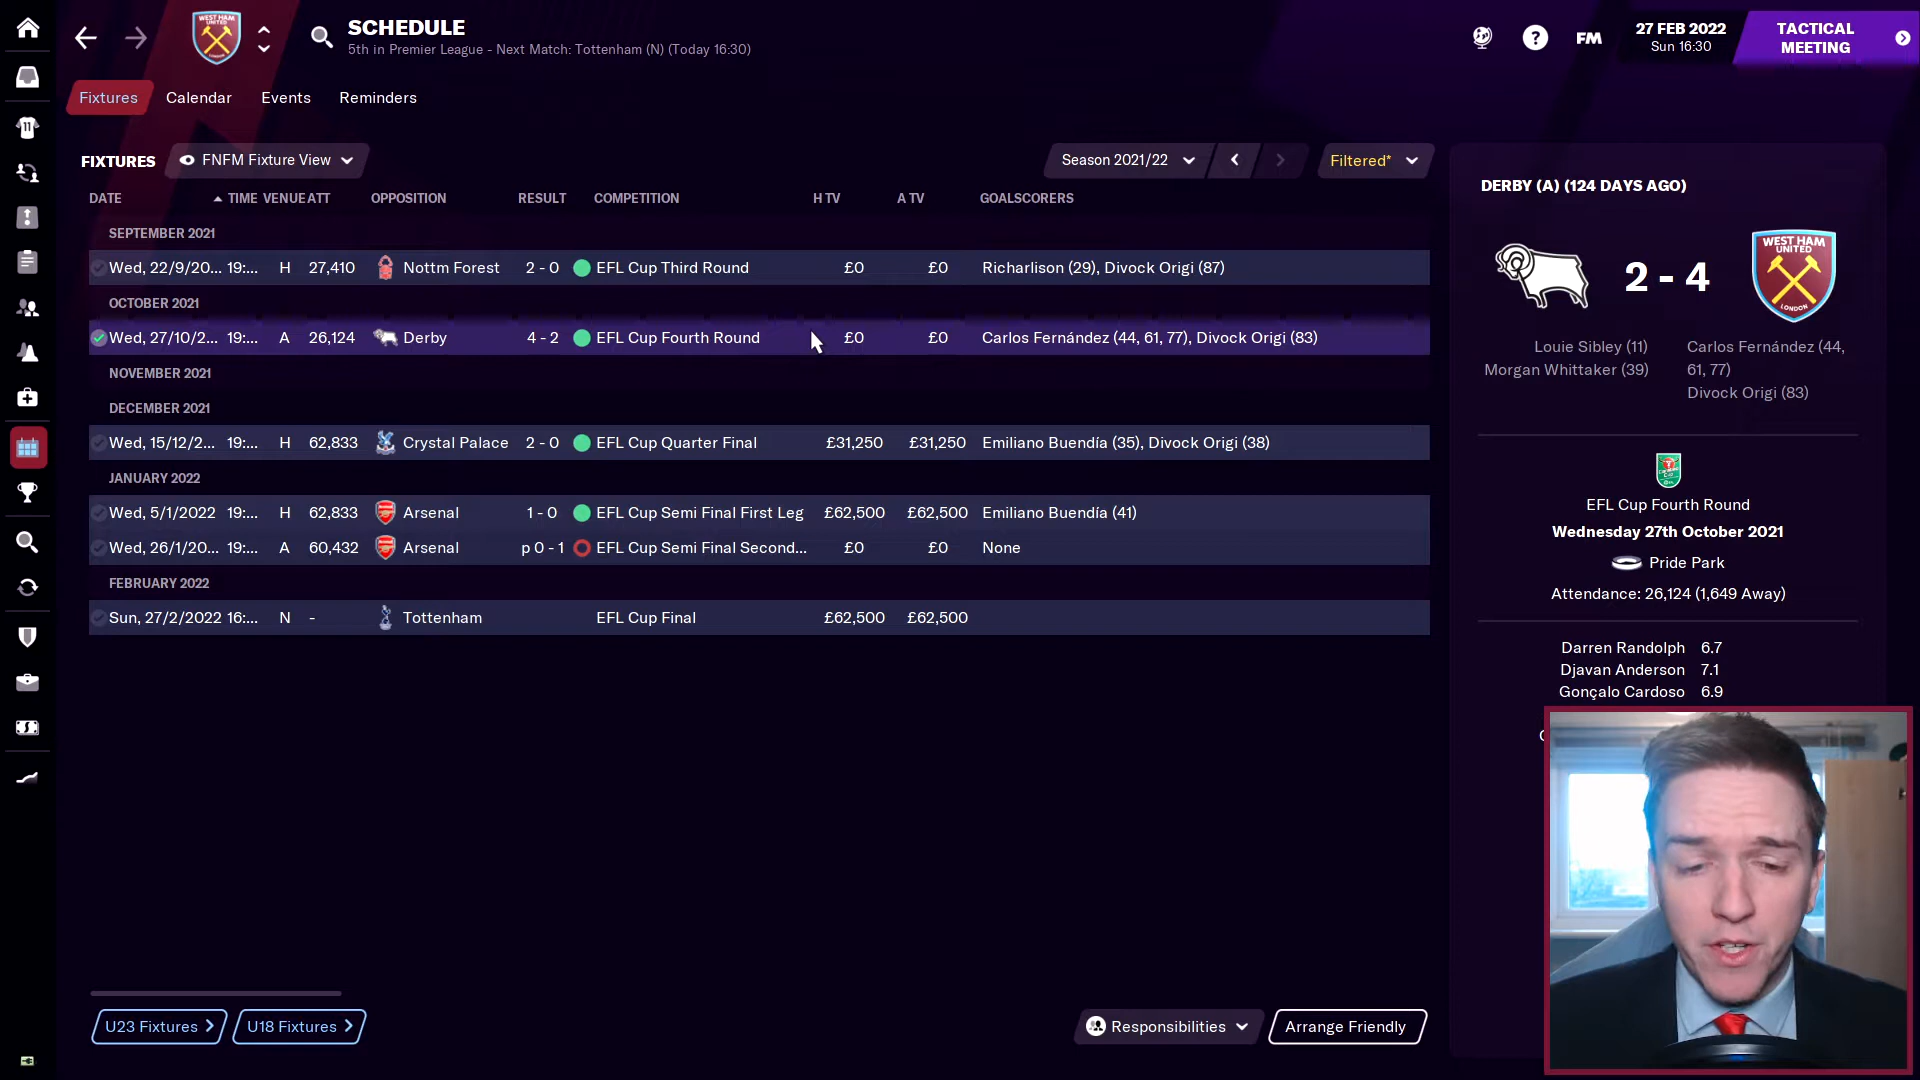 SCHEDULE
5th in Premier League - Next Match: Tottenham (N) (Today 16:30)
FM
27 FEB 2022
Sun 16:30
TACTICAL
MEETING
Fixtures
Calendar
Events
Reminders
FIXTURES
FNFM Fixture View
Season 2021/22
Filtered*
DATE TIME VENUE ATT OPPOSITION RESULT COMPETITION H TV A TV GOALSCORERS
SEPTEMBER 2021
Wed, 22/9/20... 19:... H 27,410 Nottm Forest 2 - 0 EFL Cup Third Round £0 £0 Richarlison (29), Divock Origi (87)
OCTOBER 2021
Wed, 27/10/2... 19:... A 26,124 Derby 4 - 2 EFL Cup Fourth Round £0 £0 Carlos Fernández (44, 61, 77), Divock Origi (83)
NOVEMBER 2021
DECEMBER 2021
Wed, 15/12/2... 19:... H 62,833 Crystal Palace 2 - 0 EFL Cup Quarter Final £31,250 £31,250 Emiliano Buendía (35), Divock Origi (38)
JANUARY 2022
Wed, 5/1/2022 19:... H 62,833 Arsenal 1 - 0 EFL Cup Semi Final First Leg £62,500 £62,500 Emiliano Buendía (41)
Wed, 26/1/20... 19:... A 60,432 Arsenal p 0 - 1 EFL Cup Semi Final Second... £0 £0 None
FEBRUARY 2022
Sun, 27/2/2022 16:... N - Tottenham EFL Cup Final £62,500 £62,500
U23 Fixtures
U18 Fixtures
Responsibilities
Arrange Friendly
DERBY (A) (124 DAYS AGO)
2 - 4
WEST HAM
UNITED
LONDON
Louie Sibley (11)
Morgan Whittaker (39)
Carlos Fernández (44,
61, 77)
Divock Origi (83)
EFL Cup Fourth Round
Wednesday 27th October 2021
Pride Park
Attendance: 26,124 (1,649 Away)
Darren Randolph 6.7
Djavan Anderson 7.1
Gonçalo Cardoso 6.9